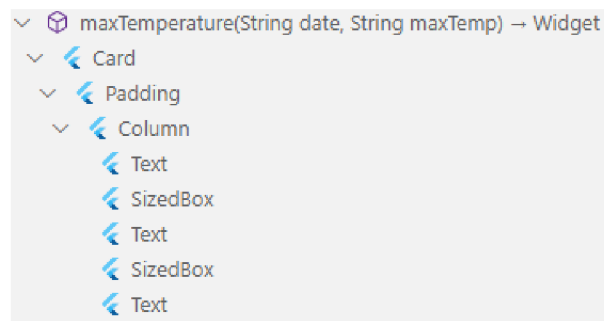 maxTemperature(String date, String maxTemp) → Widget
Card
Padding
Column
Text
SizedBox
Text
SizedBox
Text